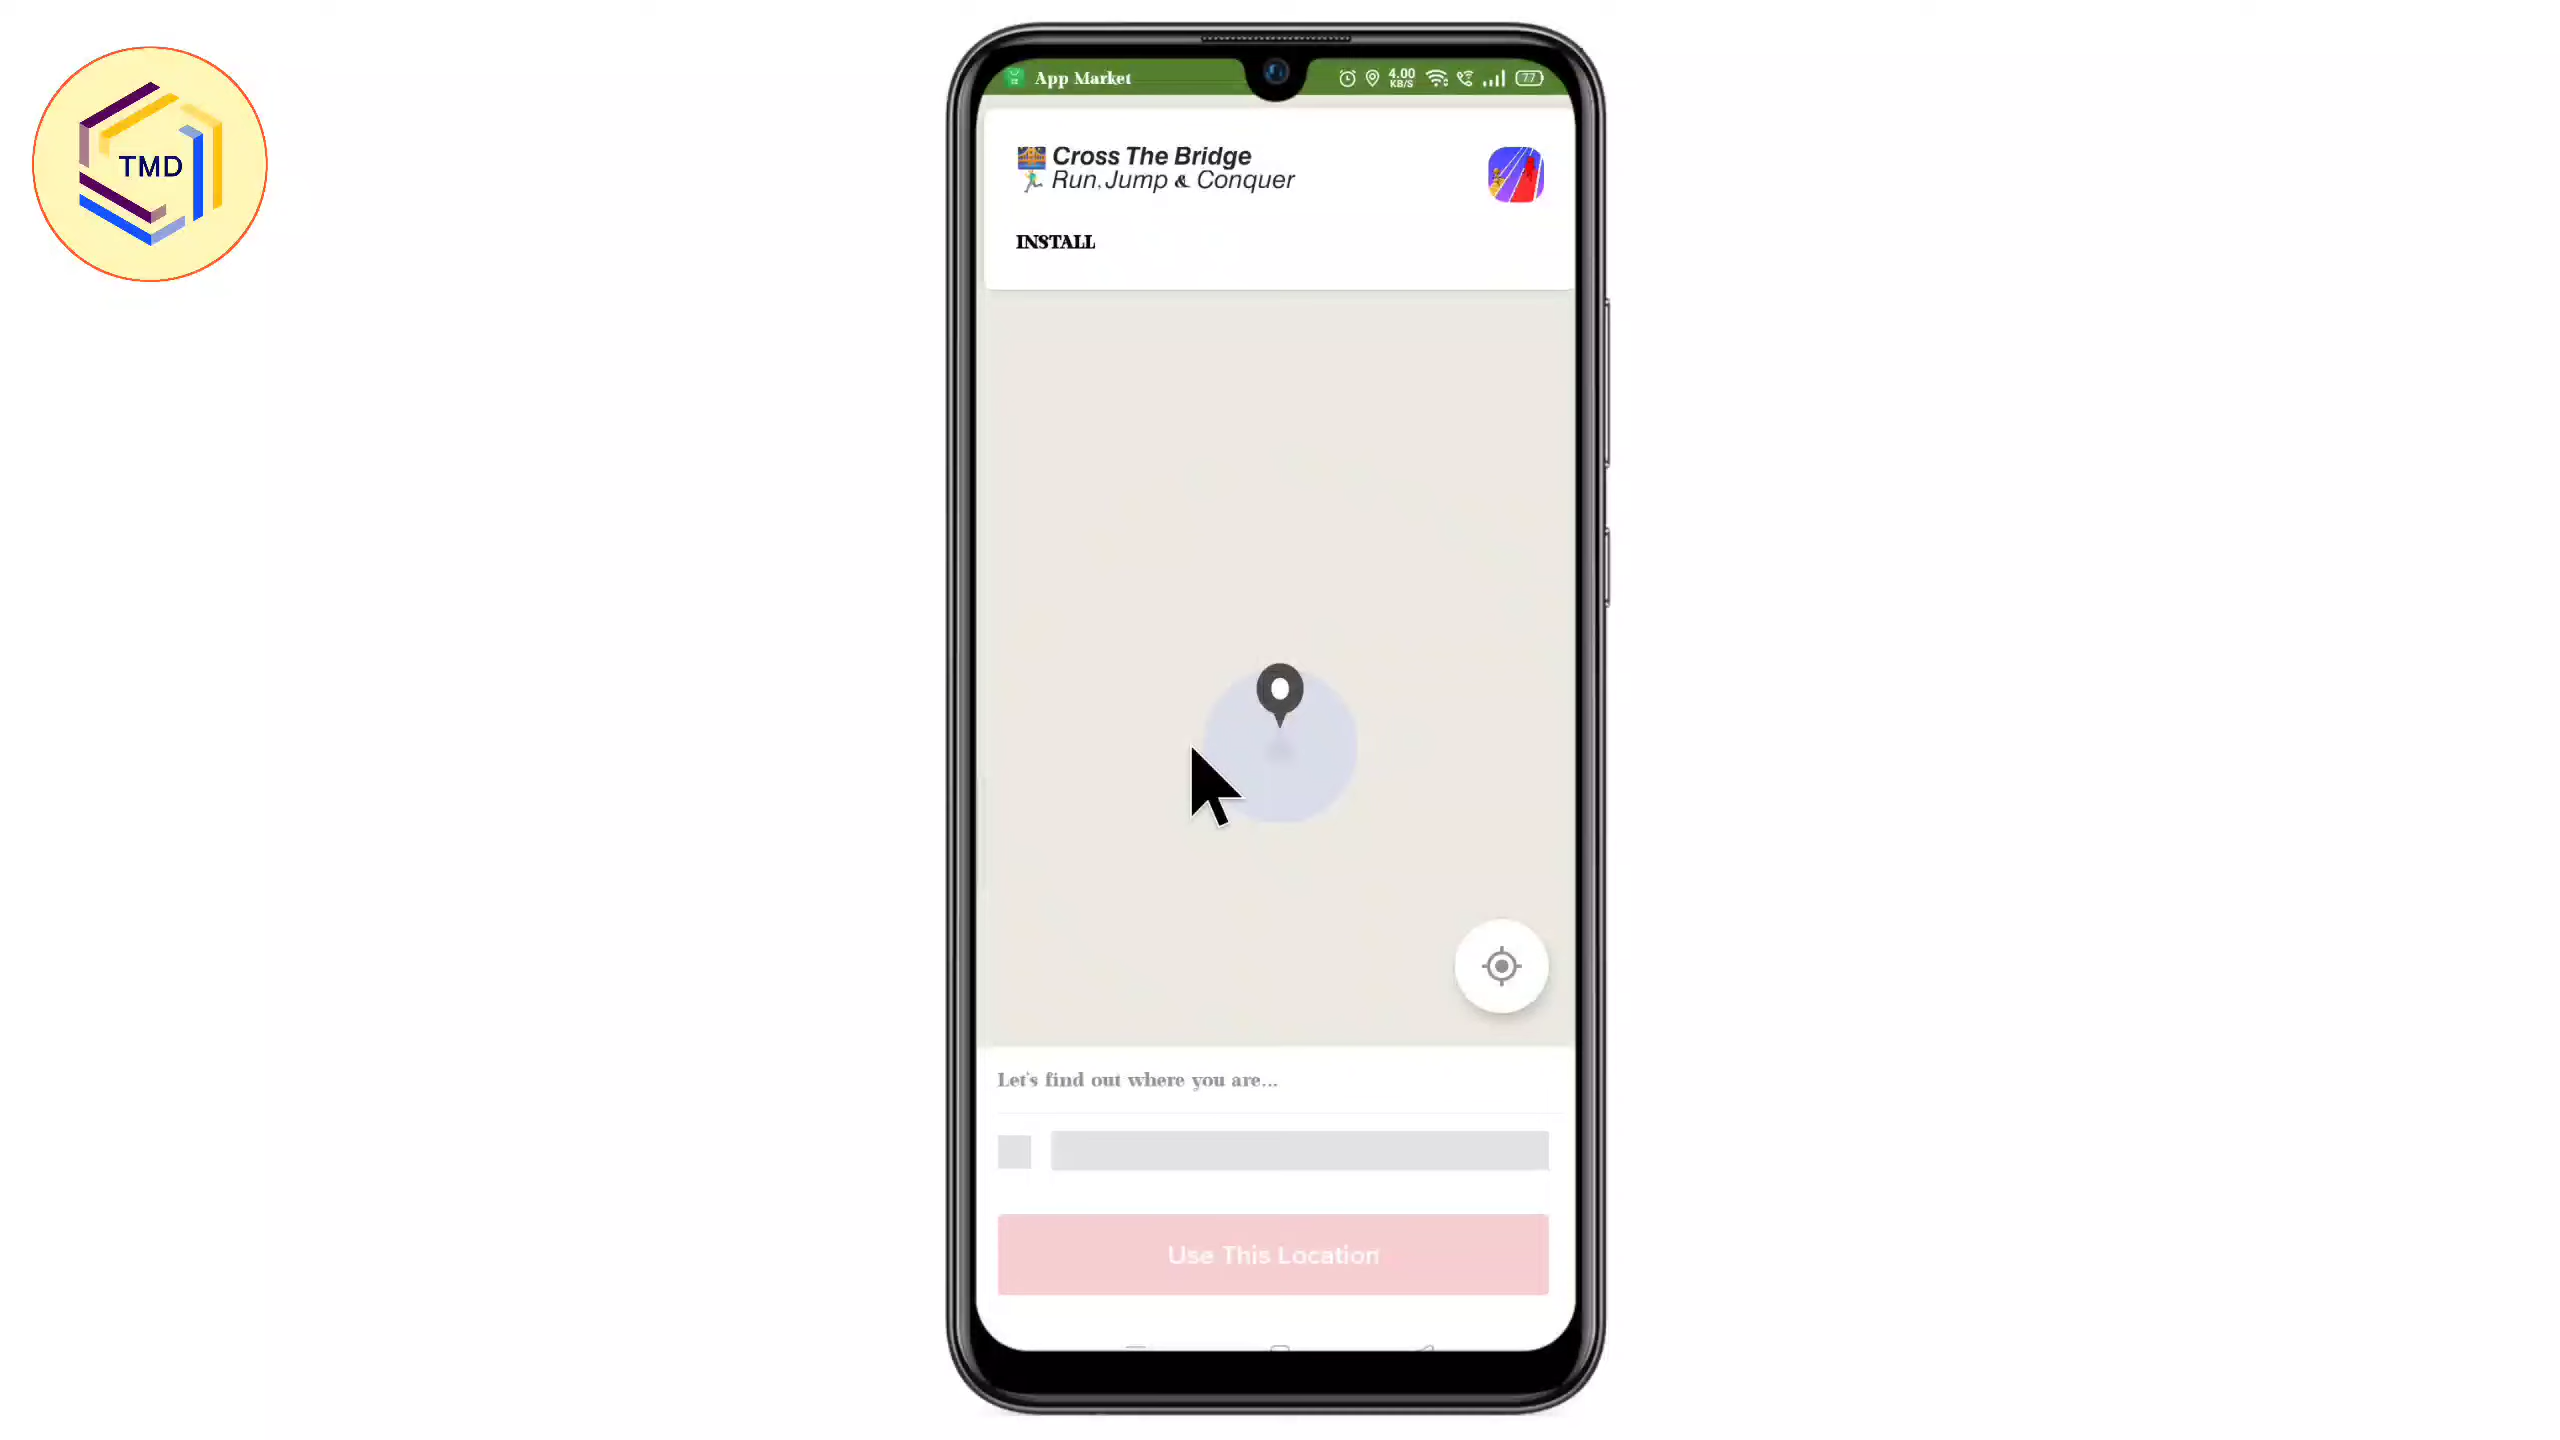 TMD
App Market
4.00
KB/S
77
Cross The Bridge
Run, Jump & Conquer
INSTALL
Let's find out where you are...
Use This Location